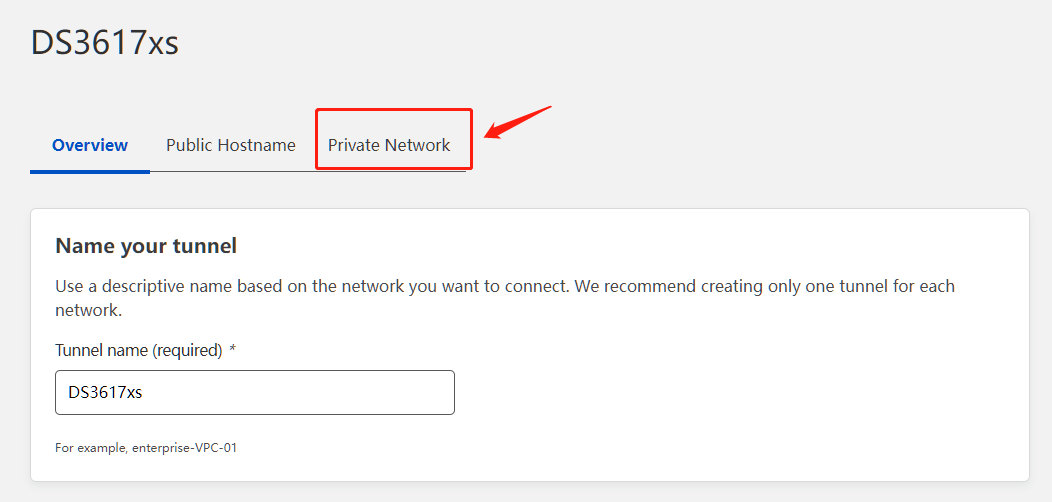 DS3617xs
Overview Public Hostname Private Network
Name your tunnel
Use a descriptive name based on the network you want to connect. We recommend creating only one tunnel for each
network.
Tunnel name (required) *
DS3617xs
For example, enterprise-VPC-01